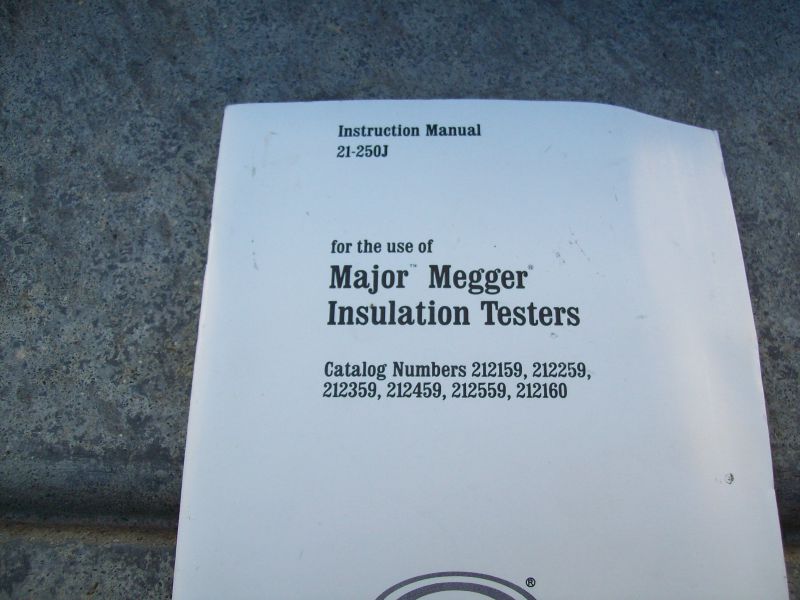 Instruction Manual
21-250J
for the use of
Major™ Megger®
Insulation Testers
Catalog Numbers 212159, 212259,
212359, 212459, 212559, 212160
®